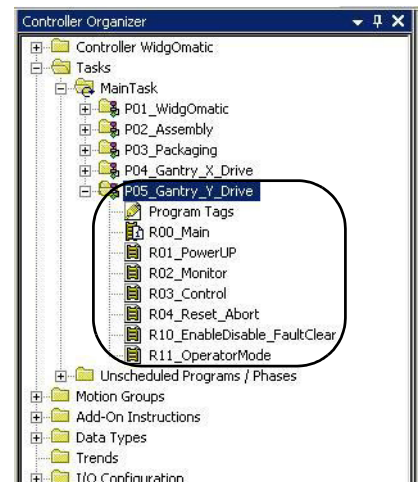 Controller Organizer
Controller WidgOmatic
Tasks
MainTask
P01_WidgOmatic
P02_Assembly
P03_Packaging
P04_Gantry_X_Drive
P05_Gantry_Y_Drive
Program Tags
R00_Main
R01_PowerUP
R02_Monitor
R03_Control
R04_Reset_Abort
R10_EnableDisable_FaultClear
R11_OperatorMode
Unscheduled Programs / Phases
Motion Groups
Add-On Instructions
Data Types
Trends
I/O Configuration